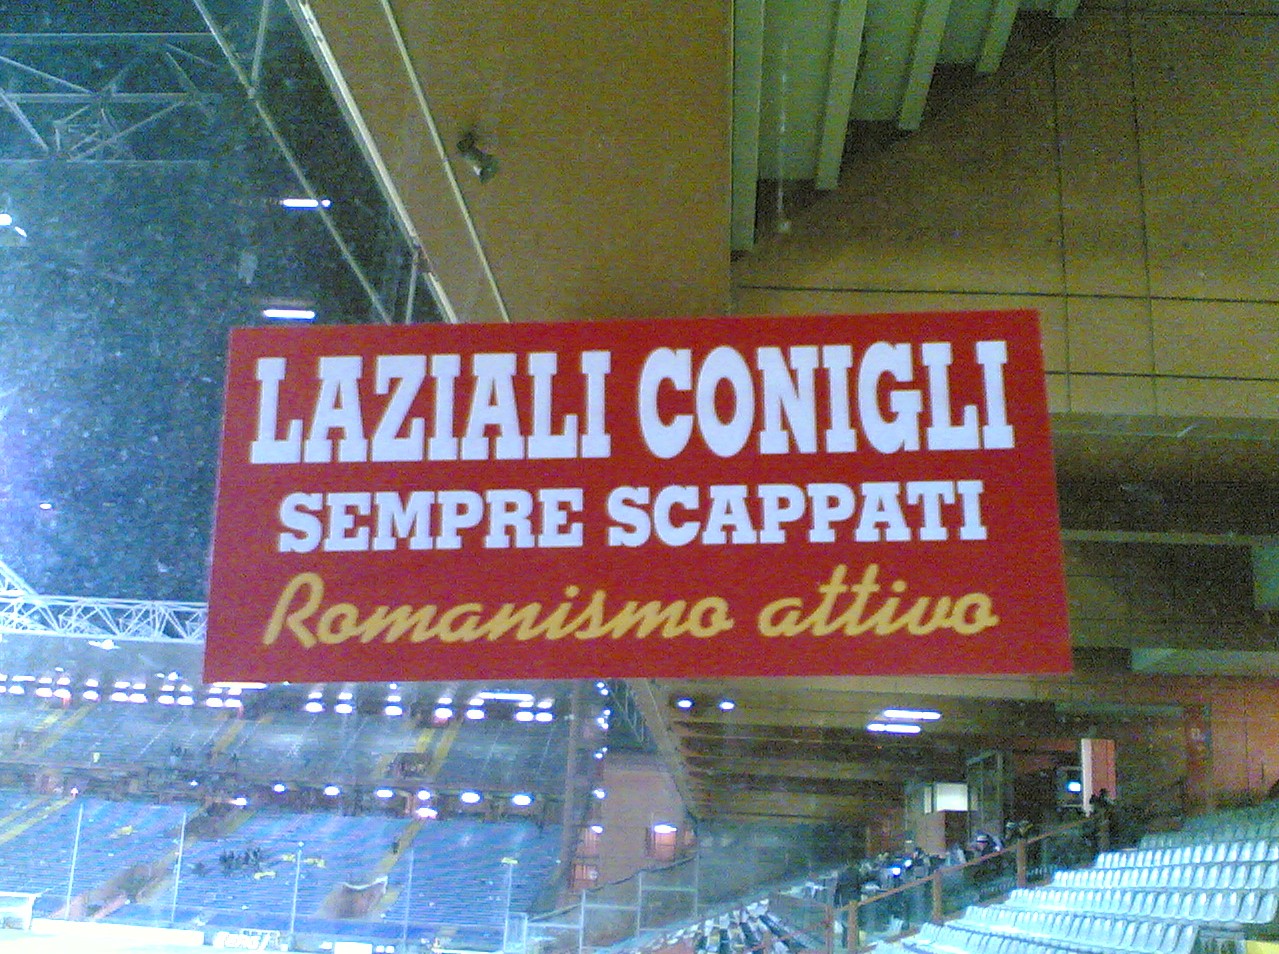 LAZIALI CONIGLI
SEMPRE SCAPPATI
Romanismo attivo